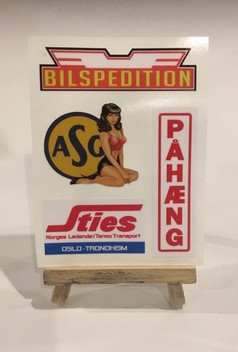 BILSPEDITION
ASG
PÅHÆNG
Sties
Norges Ledende i Termo Transport
OSLO-TRONDHEIM